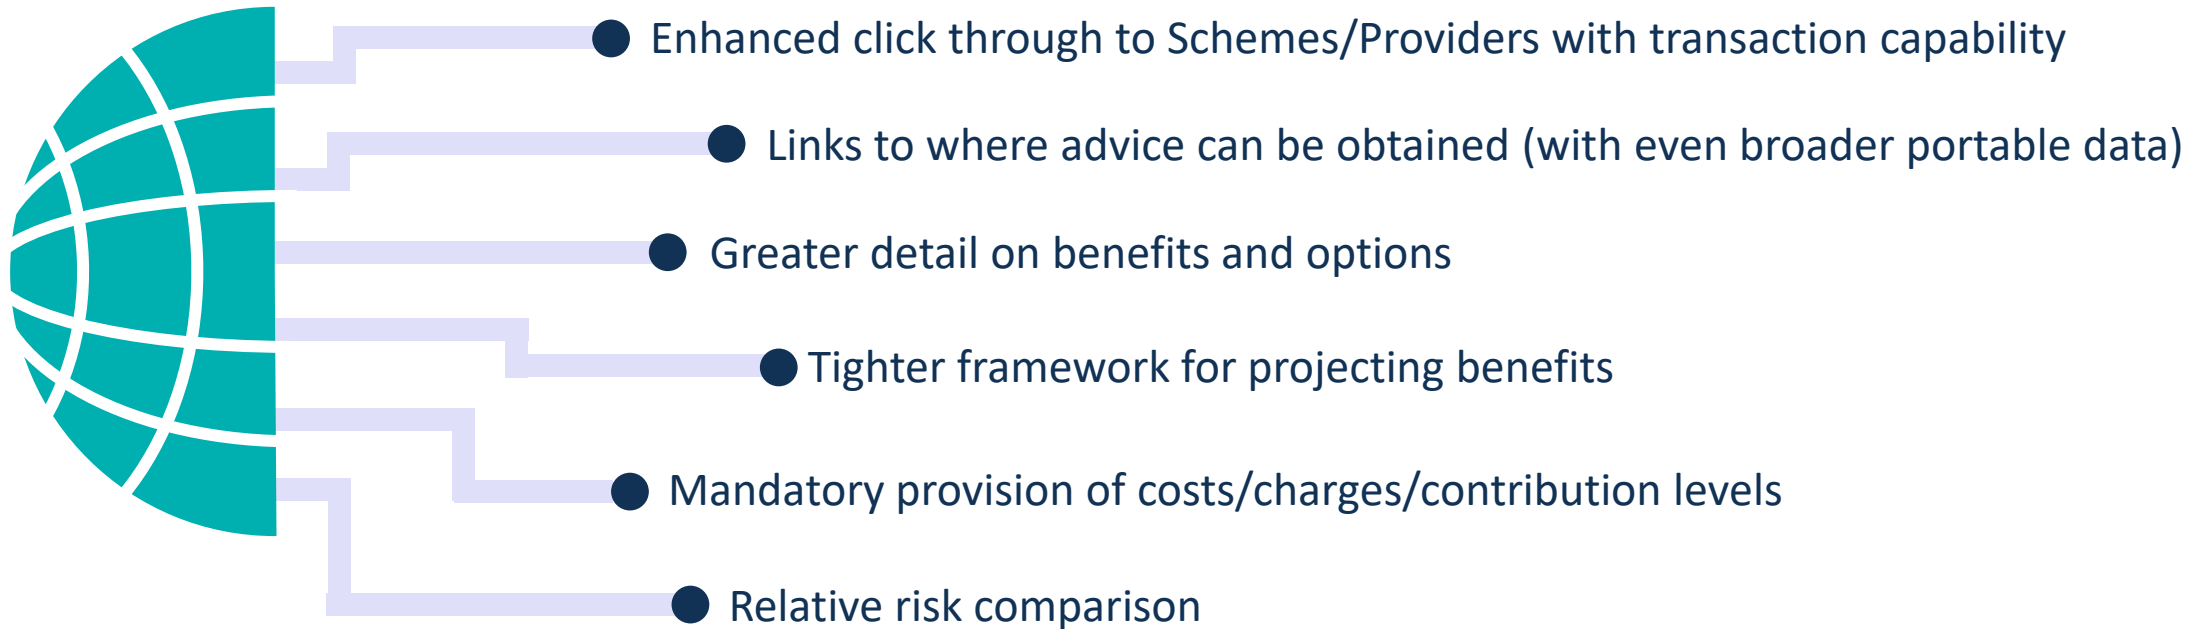 Enhanced click through to Schemes/Providers with transaction capability
Links to where advice can be obtained (with even broader portable data)
Greater detail on benefits and options
Tighter framework for projecting benefits
Mandatory provision of costs/charges/contribution levels
Relative risk comparison